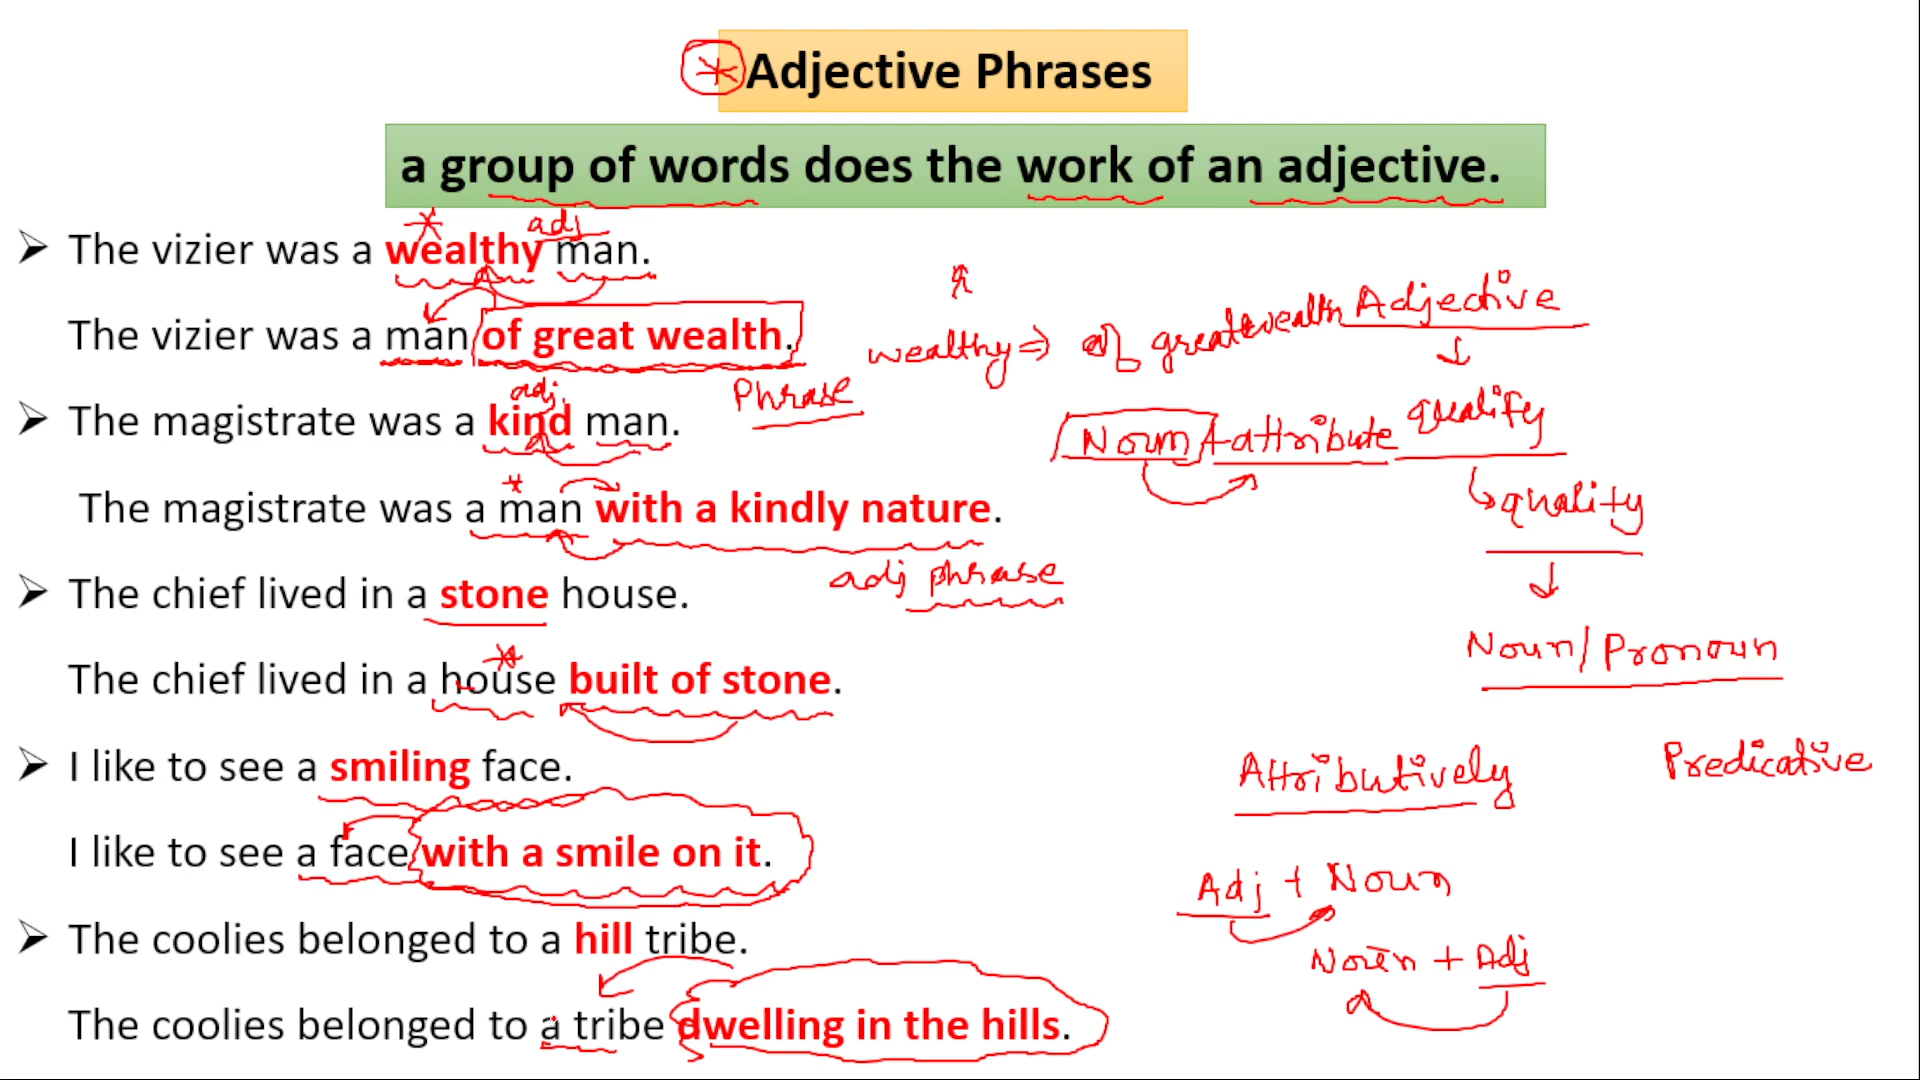 Adjective Phrases
a group of words does the work of an adjective.
adj
➢ The vizier was a wealthy man.
The vizier was a man of great wealth.
wealthy ⇒ of great wealth Adjective
adj.
Phrase
➢ The magistrate was a kind man.
Noun + attribute qualify
The magistrate was a man with a kindly nature.
quality
adj phrase
➢ The chief lived in a stone house.
Noun/Pronoun
The chief lived in a house built of stone.
➢ I like to see a smiling face.
Attributively Predicative
I like to see a face with a smile on it.
Adj + Noun
➢ The coolies belonged to a hill tribe.
Noun + Adj
The coolies belonged to a tribe dwelling in the hills.